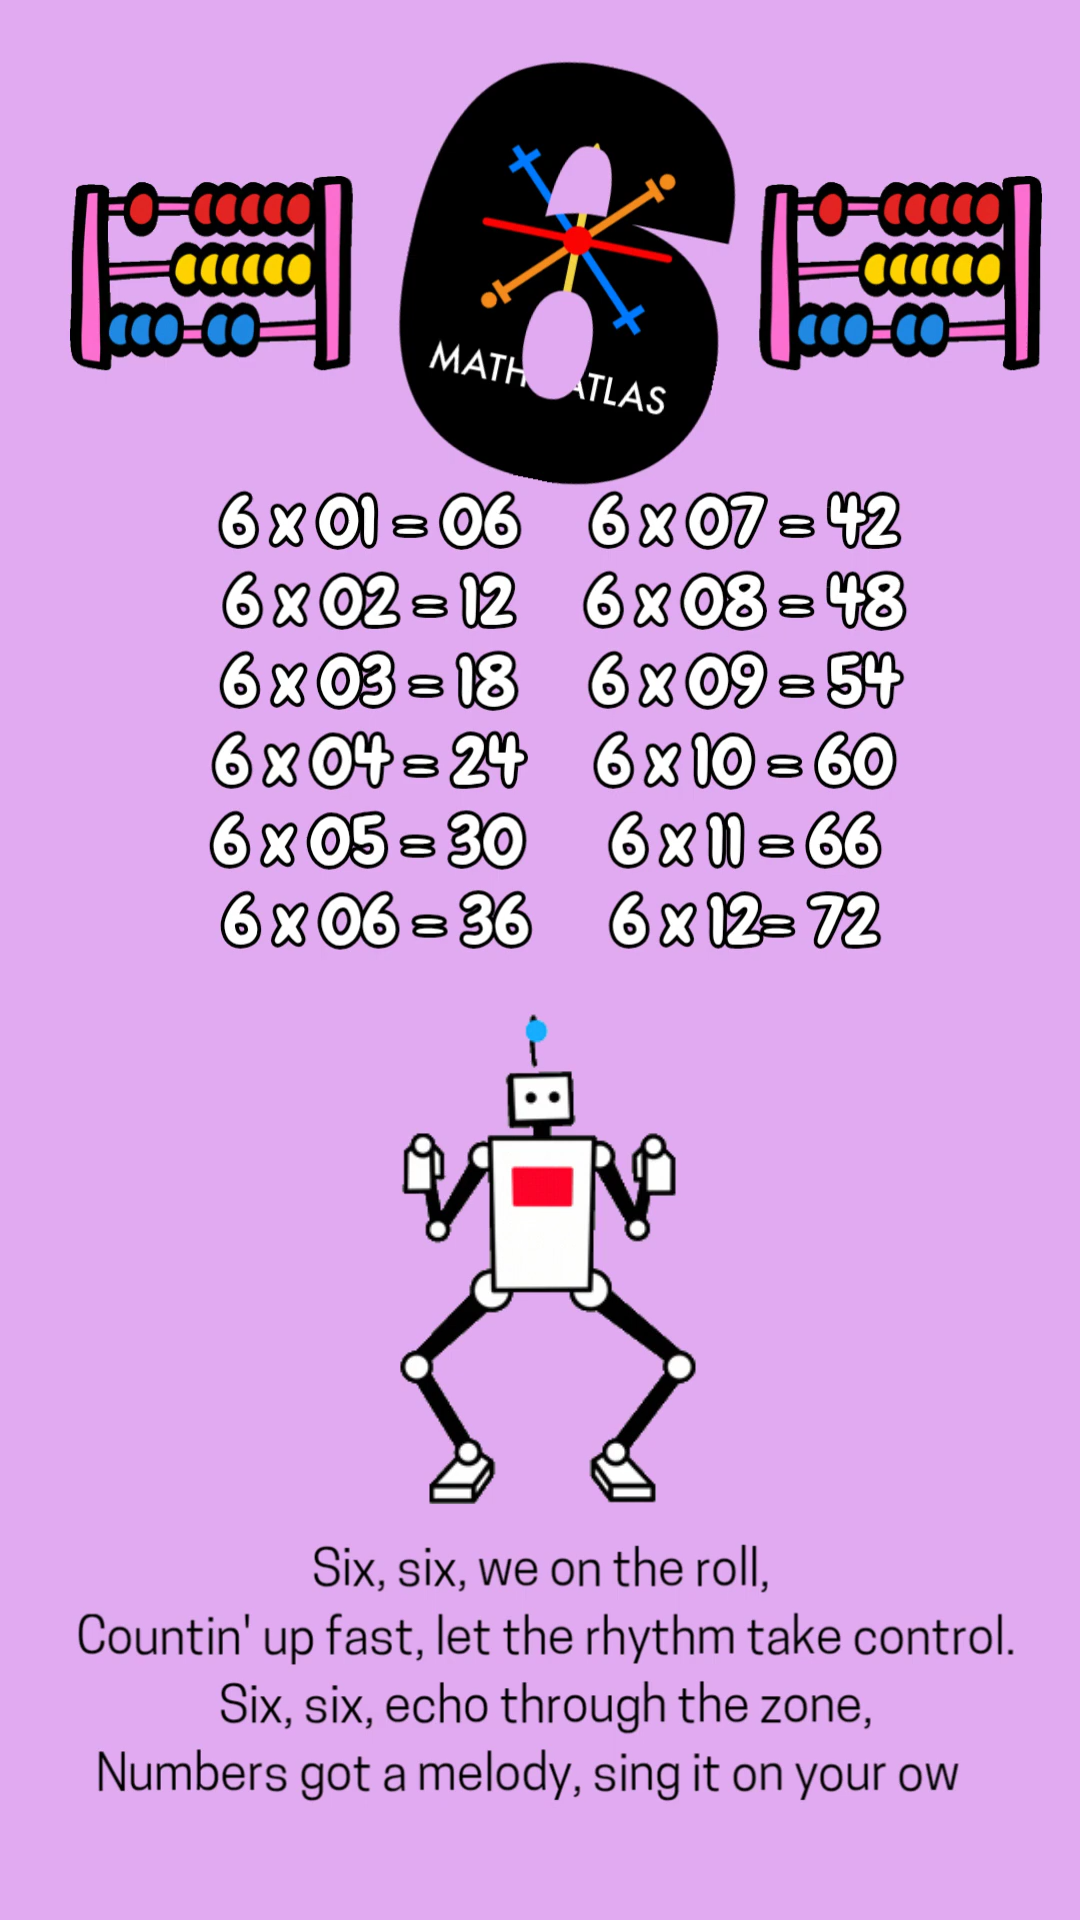 MATH ATLAS
6 x 01 = 06 6 x 07 = 42
6 x 02 = 12 6 x 08 = 48
6 x 03 = 18 6 x 09 = 54
6 x 04 = 24 6 x 10 = 60
6 x 05 = 30 6 x 11 = 66
6 x 06 = 36 6 x 12= 72
Six, six, we on the roll,
Countin' up fast, let the rhythm take control.
Six, six, echo through the zone,
Numbers got a melody, sing it on your ow